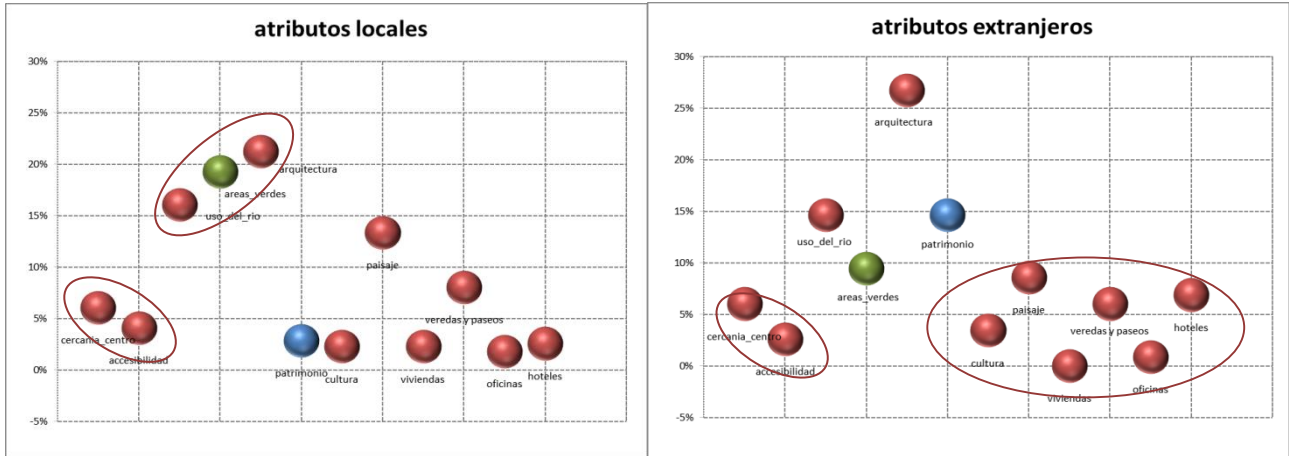 atributos locales
30%
25%
20%
15%
10%
5%
0%
-5%
arquitectura
areas_verdes
uso_del_rio
paisaje
veredas y paseos
cercania_centro
accesibilidad
patrimonio
cultura
viviendas
oficinas
hoteles
atributos extranjeros
30%
25%
20%
15%
10%
5%
0%
-5%
arquitectura
uso_del_rio
patrimonio
areas_verdes
paisaje
veredas y paseos
hoteles
cercania_centro
accesibilidad
cultura
viviendas
oficinas